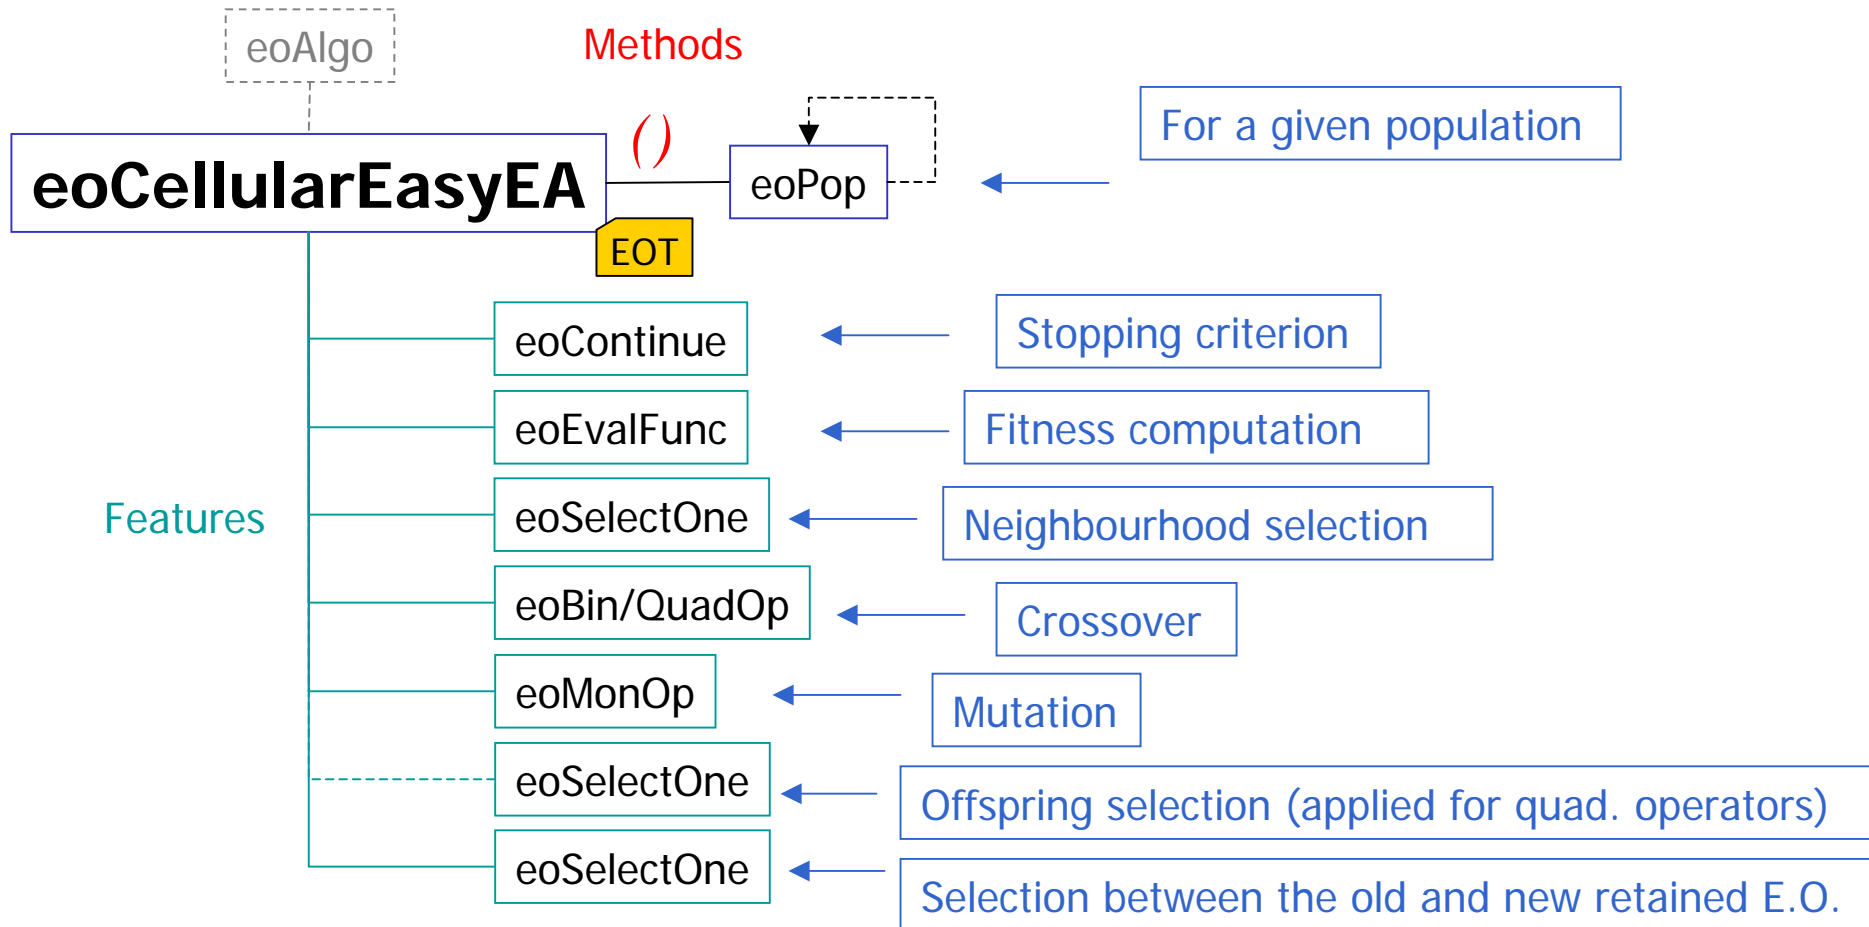 eoAlgo
Methods
eoCellularEasyEA
()
eoPop
For a given population
EOT
eoContinue
Stopping criterion
eoEvalFunc
Fitness computation
Features
eoSelectOne
Neighbourhood selection
eoBin/QuadOp
Crossover
eoMonOp
Mutation
eoSelectOne
Offspring selection (applied for quad. operators)
eoSelectOne
Selection between the old and new retained E.O.